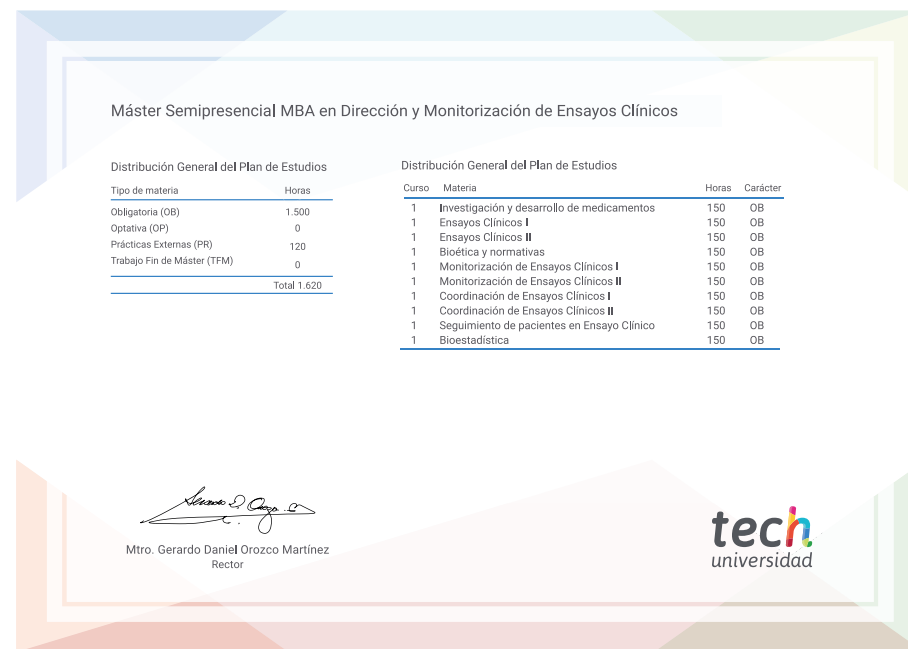 Máster Semipresencial MBA en Dirección y Monitorización de Ensayos Clínicos
Distribución General del Plan de Estudios
Tipo de materia Horas
Obligatoria (OB) 1.500
Optativa (OP) 0
Prácticas Externas (PR) 120
Trabajo Fin de Máster (TFM) 0
Total 1.620
Distribución General del Plan de Estudios
Curso Materia Horas Carácter
1 Investigación y desarrollo de medicamentos 150 OB
1 Ensayos Clínicos I 150 OB
1 Ensayos Clínicos II 150 OB
1 Bioética y normativas 150 OB
1 Monitorización de Ensayos Clínicos I 150 OB
1 Monitorización de Ensayos Clínicos II 150 OB
1 Coordinación de Ensayos Clínicos I 150 OB
1 Coordinación de Ensayos Clínicos II 150 OB
1 Seguimiento de pacientes en Ensayo Clínico 150 OB
1 Bioestadística 150 OB
Mtro. Gerardo Daniel Orozco Martínez
Rector
tech
universidad